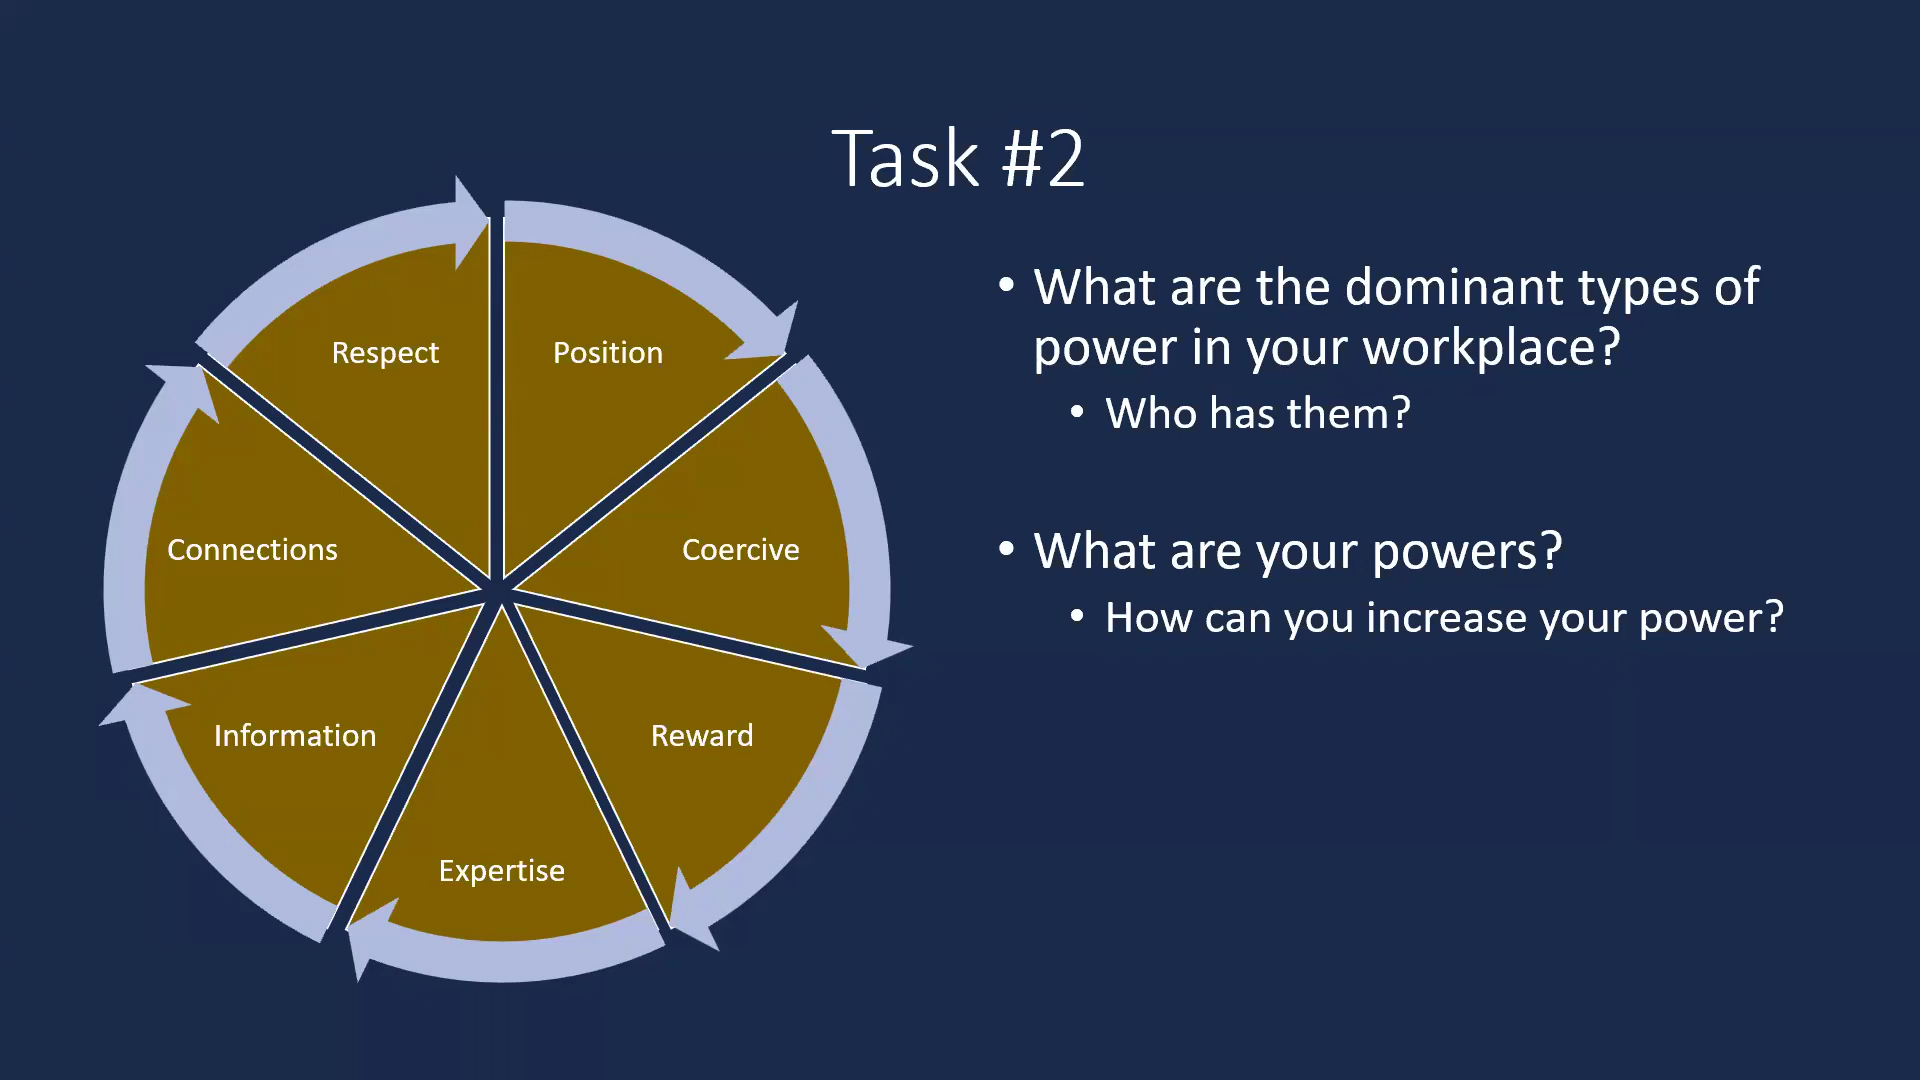 Task #2
Respect
Position
Connections
Coercive
Information
Reward
Expertise
• What are the dominant types of
power in your workplace?
• Who has them?
• What are your powers?
• How can you increase your power?